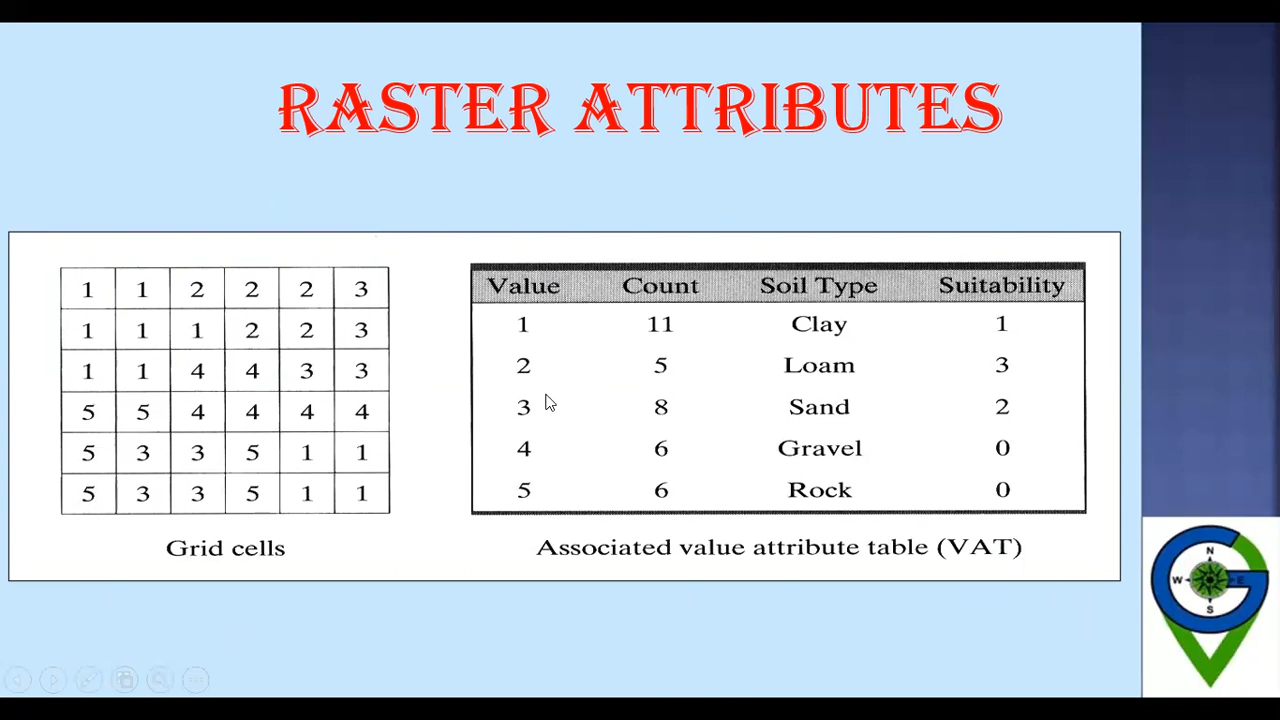 RASTER ATTRIBUTES
1 1 2 2 2 3
1 1 1 2 2 3
1 1 4 4 3 3
5 5 4 4 4 4
5 3 3 5 1 1
5 3 3 5 1 1
Grid cells
Value Count Soil Type Suitability
1 11 Clay 1
2 5 Loam 3
3 8 Sand 2
4 6 Gravel 0
5 6 Rock 0
Associated value attribute table (VAT)
N
W E
S